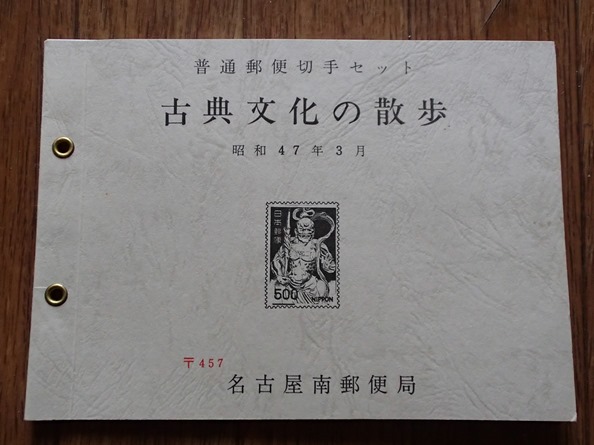 普通郵便切手セット
古典文化の散歩
昭和47年3月
日本郵便
500 NIPPON
〒457
名古屋南郵便局